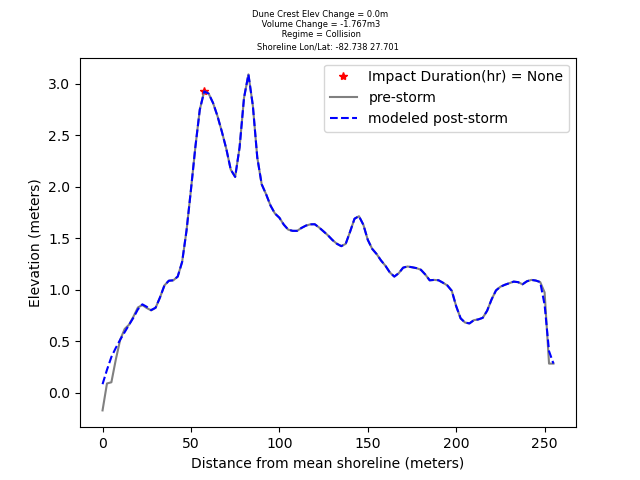 Dune Crest Elev Change = 0.0m
Volume Change = -1.767m3
Regime = Collision
Shoreline Lon/Lat: -82.738 27.701
Impact Duration(hr) = None
pre-storm
modeled post-storm
3.0
2.5
2.0
1.5
1.0
0.5
0.0
Elevation (meters)
0 50 100 150 200 250
Distance from mean shoreline (meters)